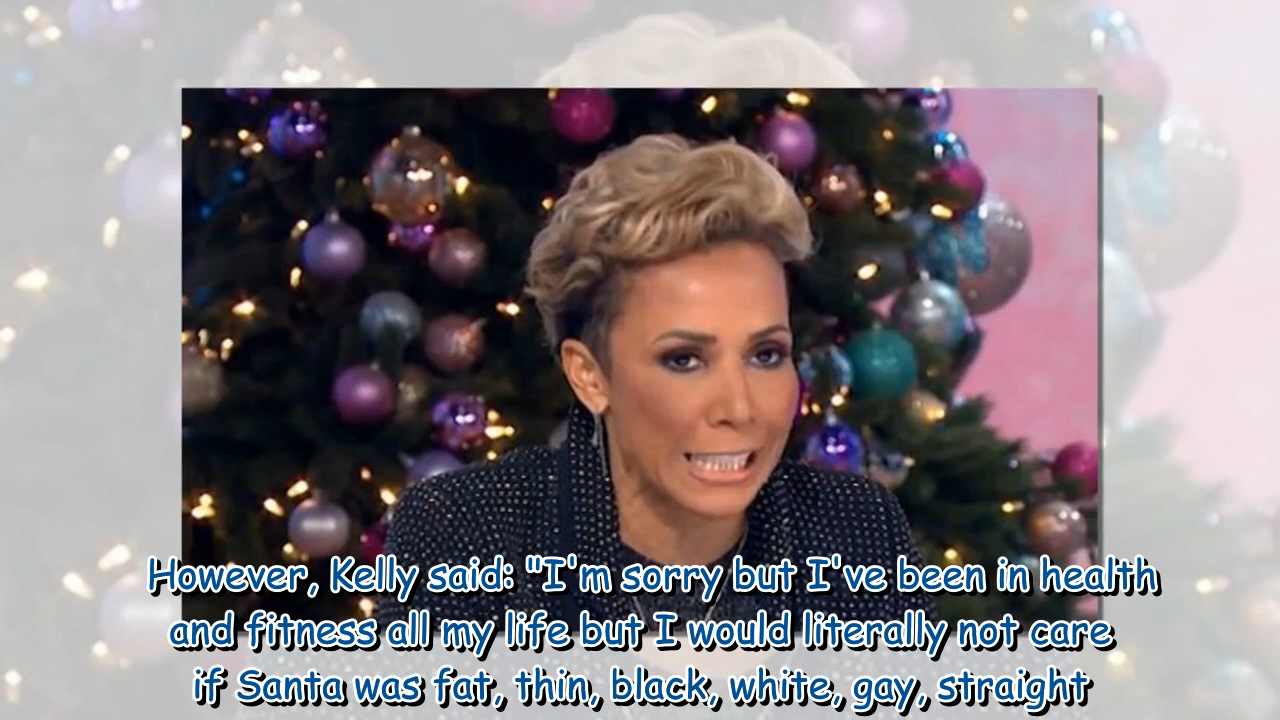 However, Kelly said: "I'm sorry but I've been in health
and fitness all my life but I would literally not care
if Santa was fat, thin, black, white, gay, straight